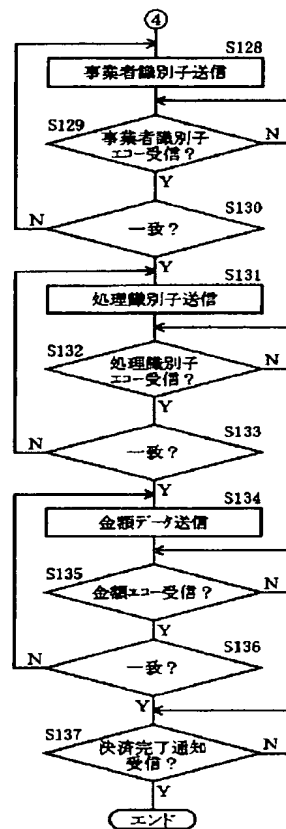 ④
S128
事業者識別子送信
S129
事業者識別子
エコー受信?
N
Y
S130
一致?
N
Y
S131
処理識別子送信
S132
処理識別子
エコー受信?
N
Y
S133
一致?
N
Y
S134
金額データ送信
S135
金額エコー受信?
N
Y
S136
一致?
N
Y
S137
決済完了通知
受信?
N
Y
エンド